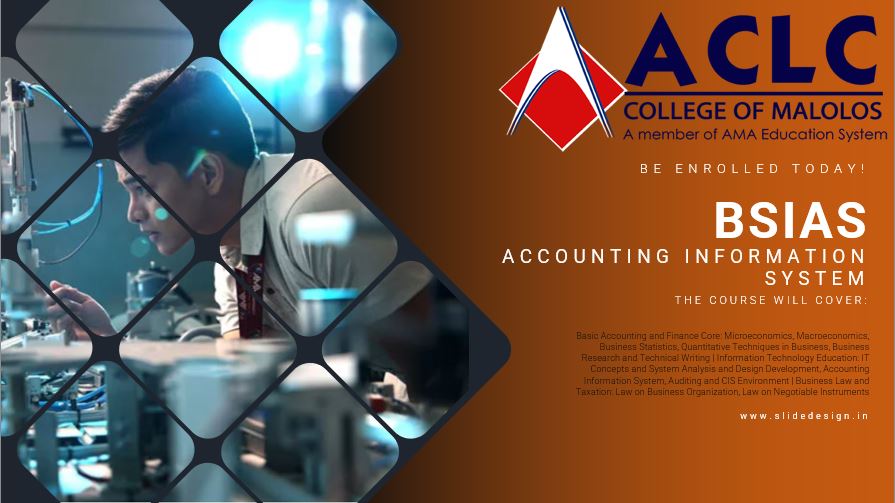 ACLC
COLLEGE OF MALOLOS
A member of AMA Education System
BE ENROLLED TODAY!
BSIAS
ACCOUNTING INFORMATION
SYSTEM
THE COURSE WILL COVER:
Basic Accounting and Finance Core: Microeconomics, Macroeconomics,
Business Statistics, Quantitative Techniques in Business, Business
Research and Technical Writing | Information Technology Education: IT
Concepts and System Analysis and Design Development, Accounting
Information System, Auditing and CIS Environment | Business Law and
Taxation: Law on Business Organization, Law on Negotiable Instruments
www.slidedesign.in